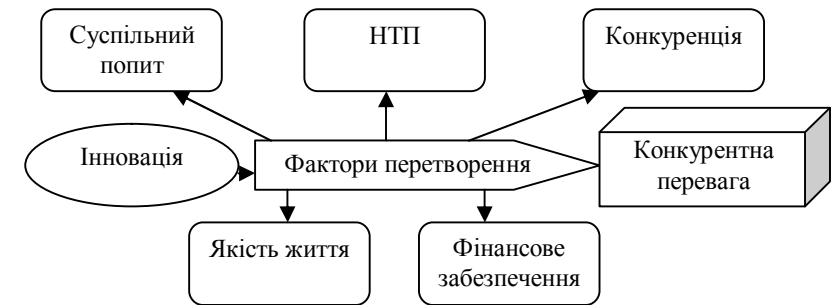 Суспільний
попит
НТП
Конкуренція
Інновація
Фактори перетворення
Конкурентна
перевага
Якість життя
Фінансове
забезпечення